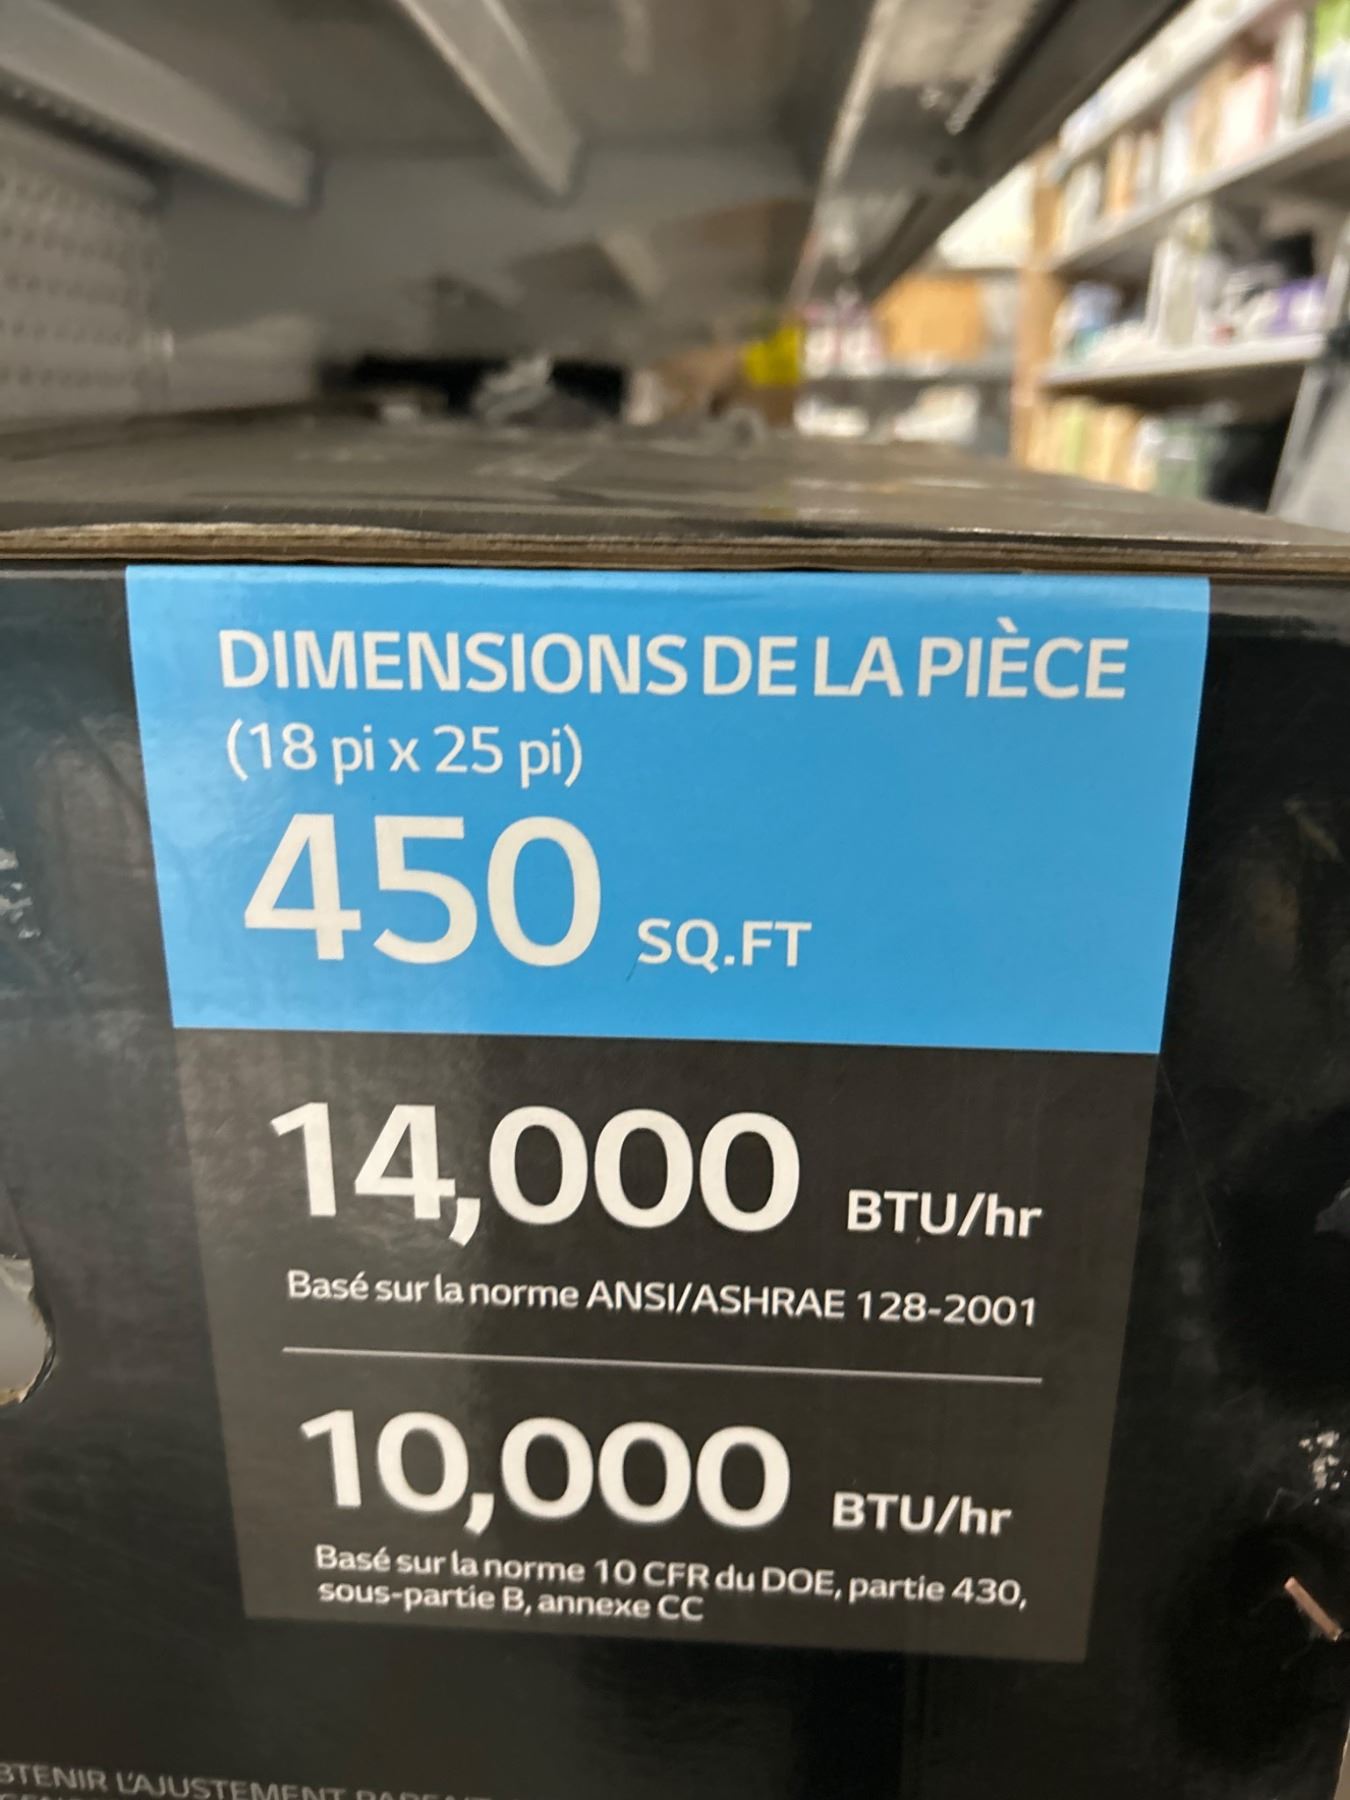 DIMENSIONS DE LA PIÈCE
(18 pi x 25 pi)
450 SQ.FT
14,000 BTU/hr
Basé sur la norme ANSI/ASHRAE 128-2001
10,000 BTU/hr
Basé sur la norme 10 CFR du DOE, partie 430,
sous-partie B, annexe CC
L'AJUSTEMENT